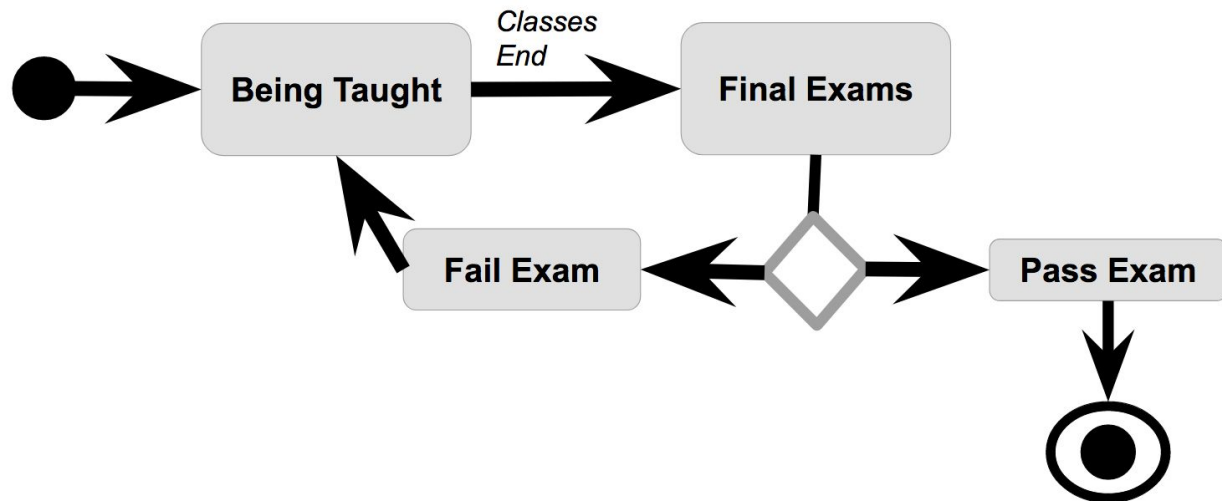 Classes
End
Being Taught
Final Exams
Fail Exam
Pass Exam